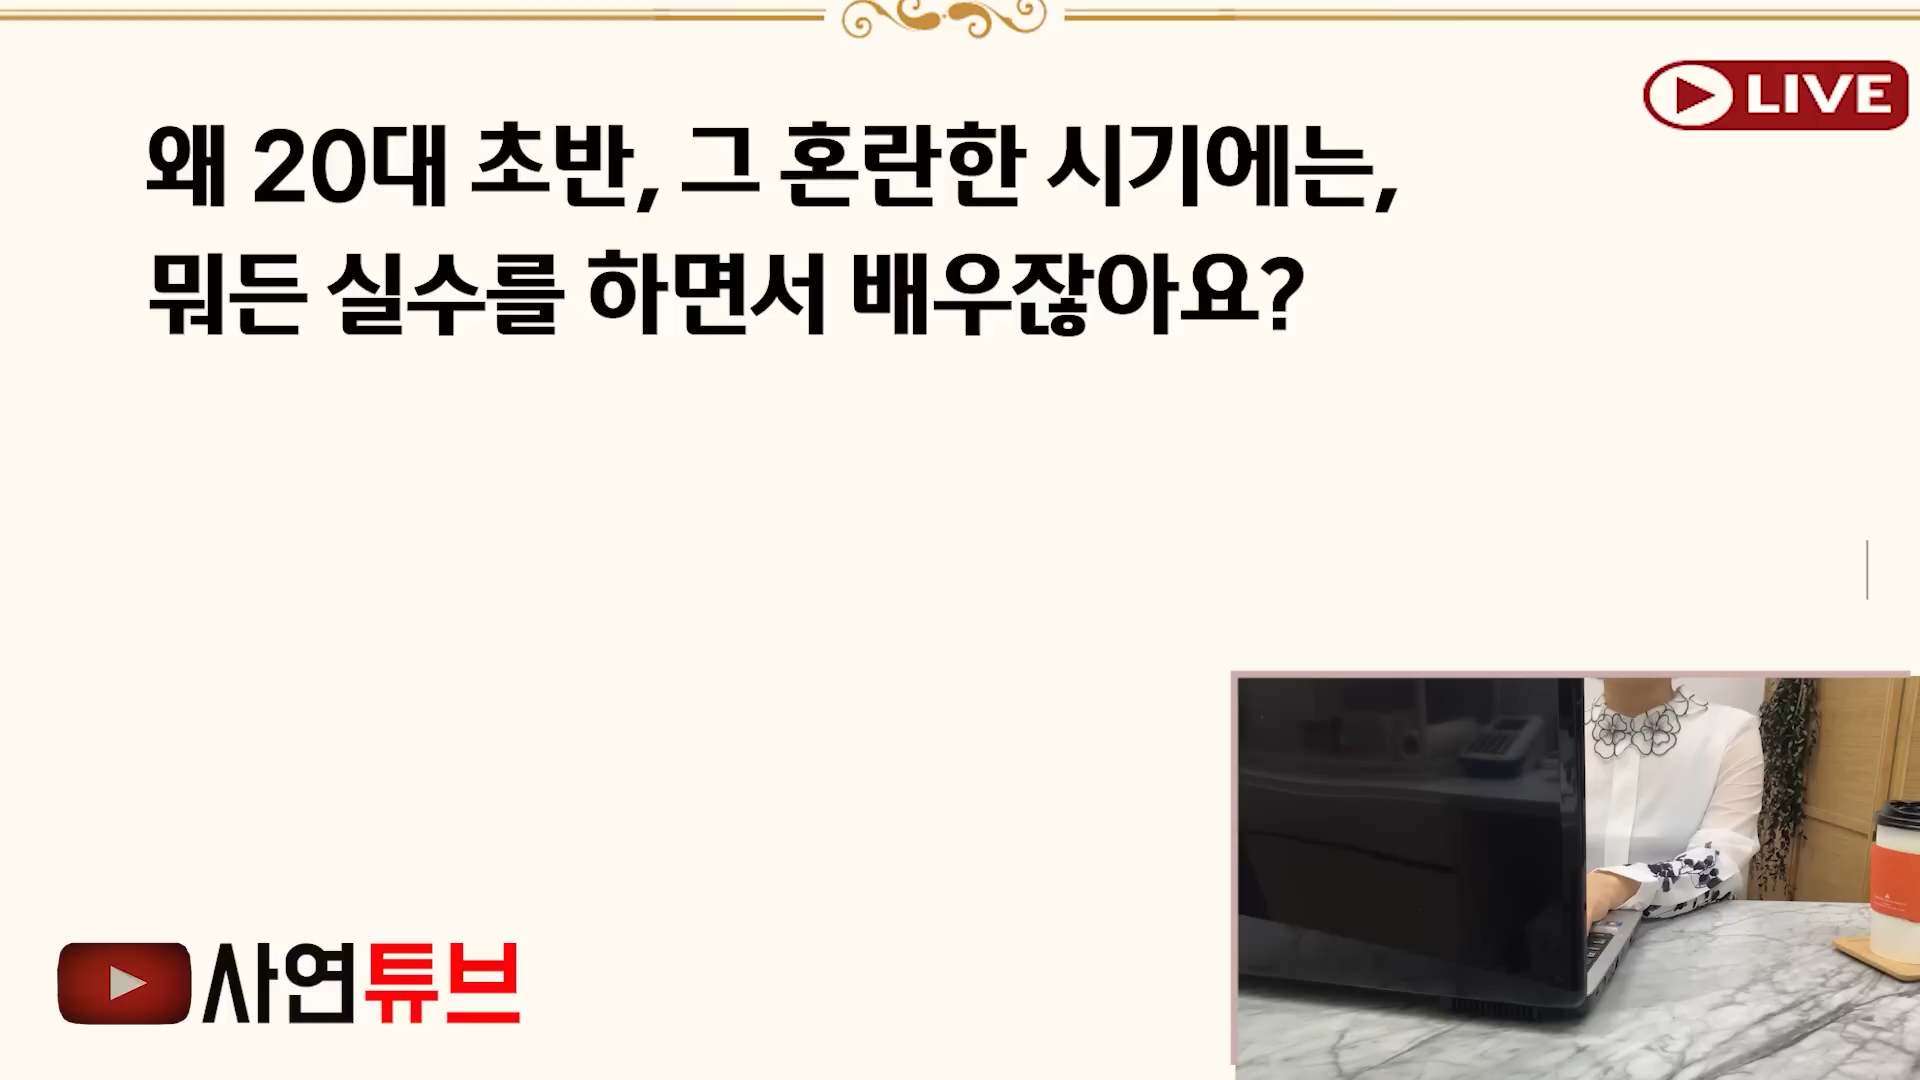 LIVE
왜 20대 초반, 그 혼란한 시기에는,
뭐든 실수를 하면서 배우잖아요?
사연튜브